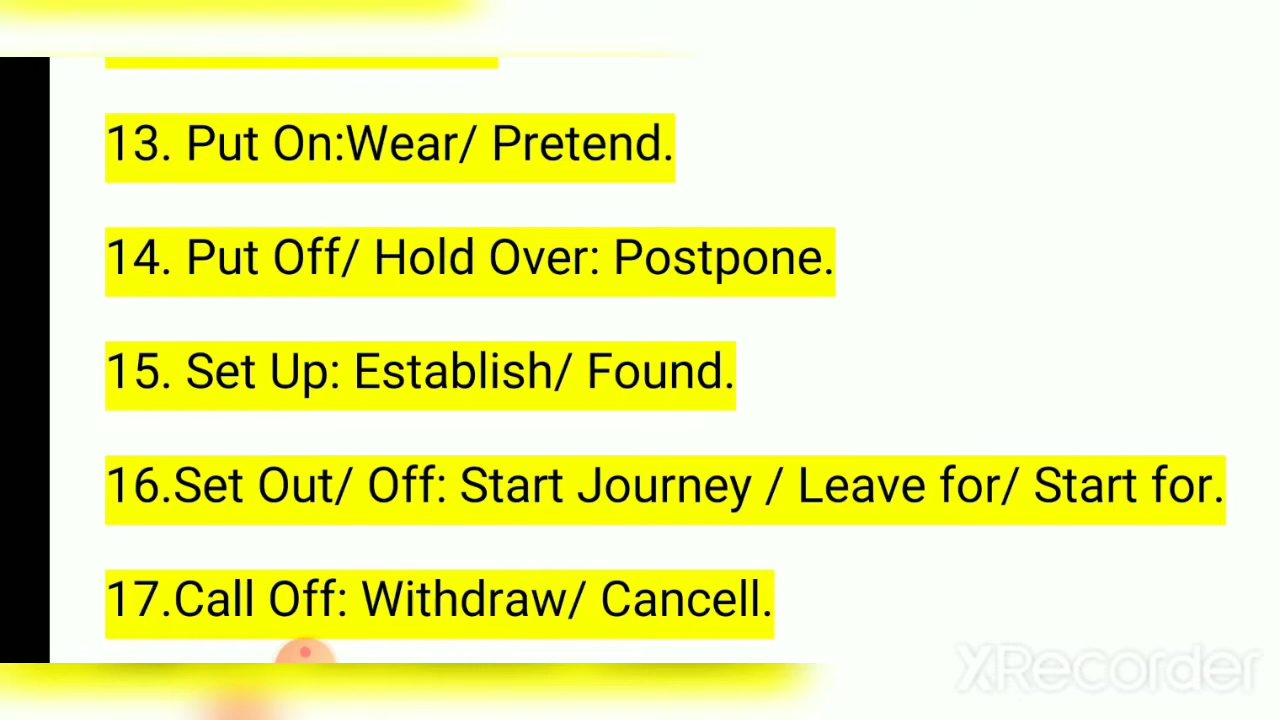 13. Put On:Wear/ Pretend.
14. Put Off/ Hold Over: Postpone.
15. Set Up: Establish/ Found.
16.Set Out/ Off: Start Journey / Leave for/ Start for.
17.Call Off: Withdraw/ Cancell.
XRecorder